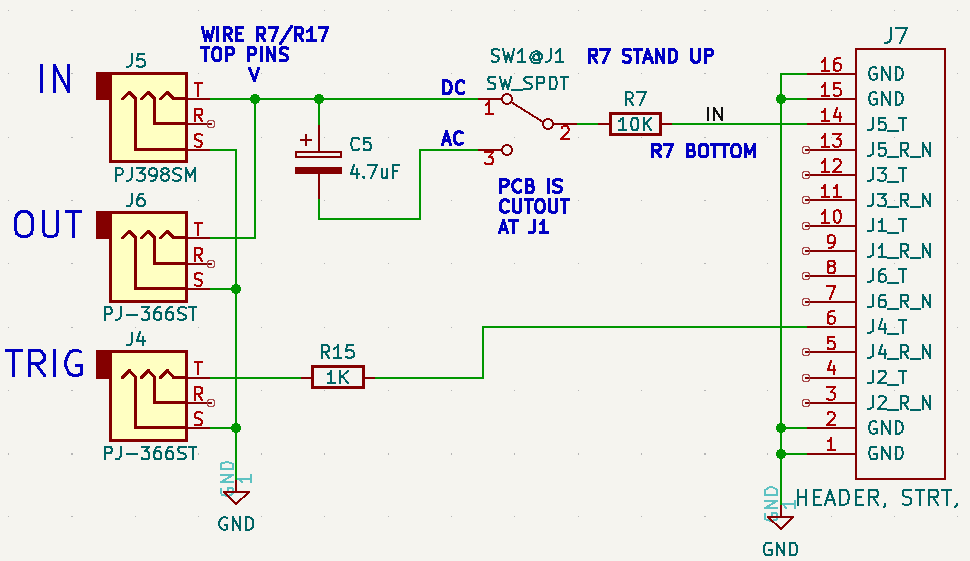 WIRE R7/R17
TOP PINS
V
IN
J5
T
R
S
PJ398SM
+
C5
4.7uF
DC
AC
SW1@J1
SW_SPDT
1
2
3
PCB IS
CUTOUT
AT J1
R7 STAND UP
R7
10K
IN
R7 BOTTOM
OUT
J6
T
R
S
PJ-366ST
TRIG
J4
T
R
S
PJ-366ST
R15
1K
GND
1
GND
J7
16 GND
15 GND
14 J5_T
13 J5_R_N
12 J3_T
11 J3_R_N
10 J1_T
9 J1_R_N
8 J6_T
7 J6_R_N
6 J4_T
5 J4_R_N
4 J2_T
3 J2_R_N
2 GND
1 GND
HEADER, STRT,
GND
1
GND